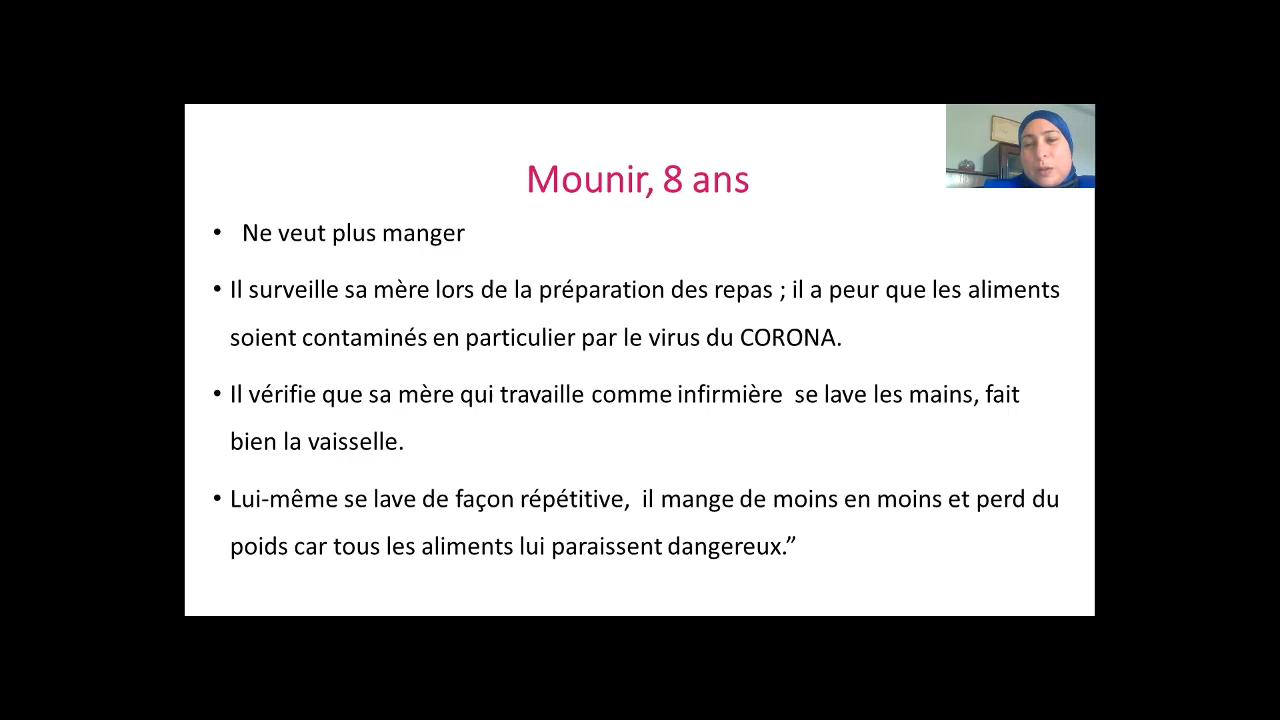 Mounir, 8 ans
• Ne veut plus manger
• Il surveille sa mère lors de la préparation des repas ; il a peur que les aliments
soient contaminés en particulier par le virus du CORONA.
• Il vérifie que sa mère qui travaille comme infirmière  se lave les mains, fait
bien la vaisselle.
• Lui-même se lave de façon répétitive,  il mange de moins en moins et perd du
poids car tous les aliments lui paraissent dangereux.”